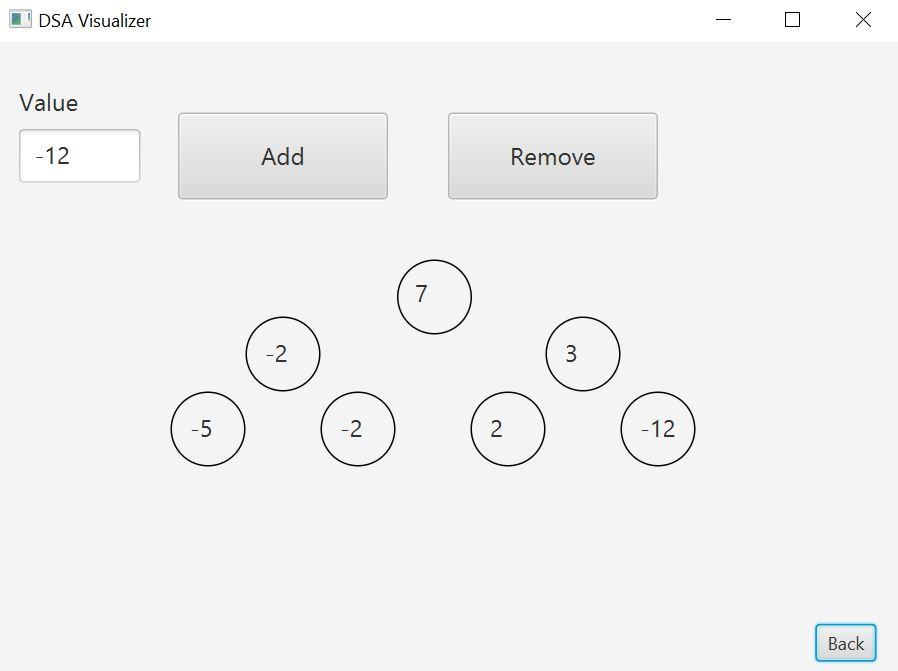 DSA Visualizer
Value
-12
Add
Remove
7
-2
3
-5
-2
2
-12
Back